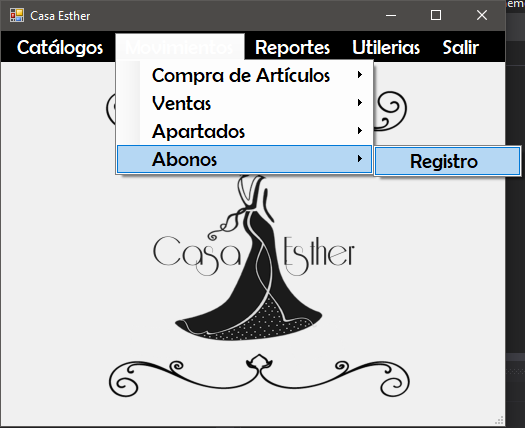 Casa Esther
Catálogos Movimientos Reportes Utilerias Salir
Compra de Artículos
Ventas
Apartados
Abonos
Registro
Casa Esther